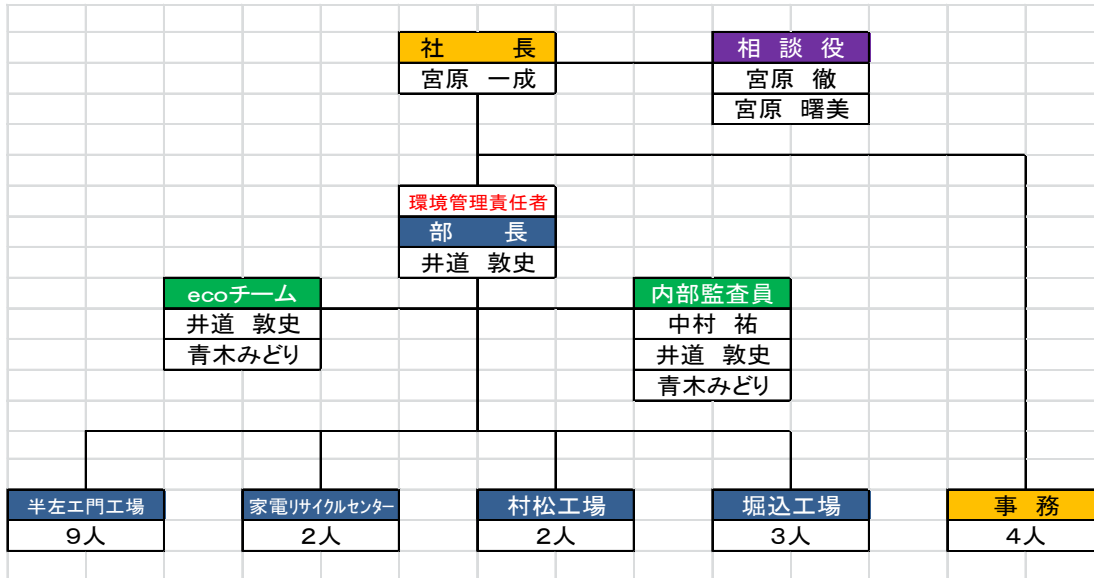 社　　長
宮原　一成
相　談　役
宮原　徹
宮原　曙美
環境管理責任者
部　　長
井道　敦史
ecoチーム
井道　敦史
青木みどり
内部監査員
中村　祐
井道　敦史
青木みどり
半左エ門工場
9人
家電リサイクルセンター
2人
村松工場
2人
堀込工場
3人
事　務
4人